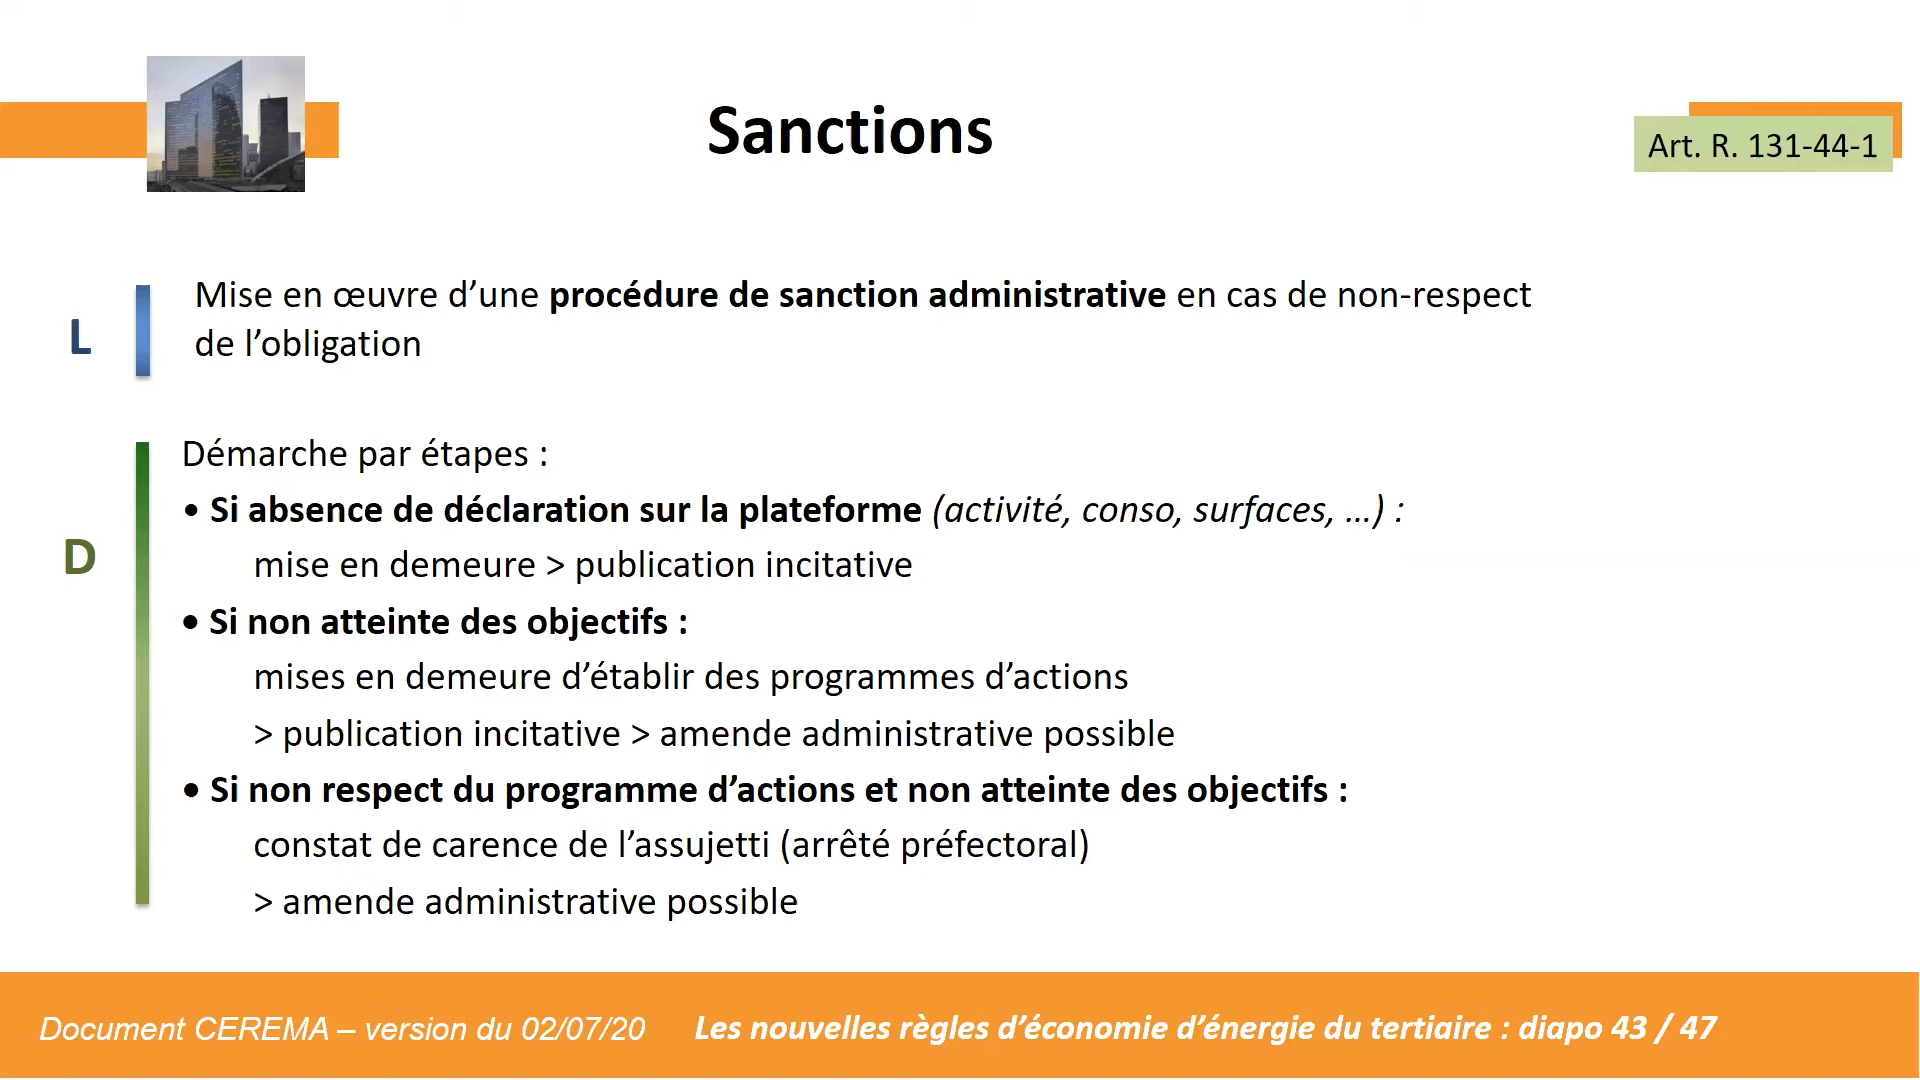 Sanctions
Art. R. 131-44-1
L
Mise en œuvre d’une procédure de sanction administrative en cas de non-respect
de l’obligation
D
Démarche par étapes :
• Si absence de déclaration sur la plateforme (activité, conso, surfaces, …) :
mise en demeure > publication incitative
• Si non atteinte des objectifs :
mises en demeure d’établir des programmes d’actions
> publication incitative > amende administrative possible
• Si non respect du programme d’actions et non atteinte des objectifs :
constat de carence de l’assujetti (arrêté préfectoral)
> amende administrative possible
Document CEREMA – version du 02/07/20 Les nouvelles règles d’économie d’énergie du tertiaire : diapo 43 / 47